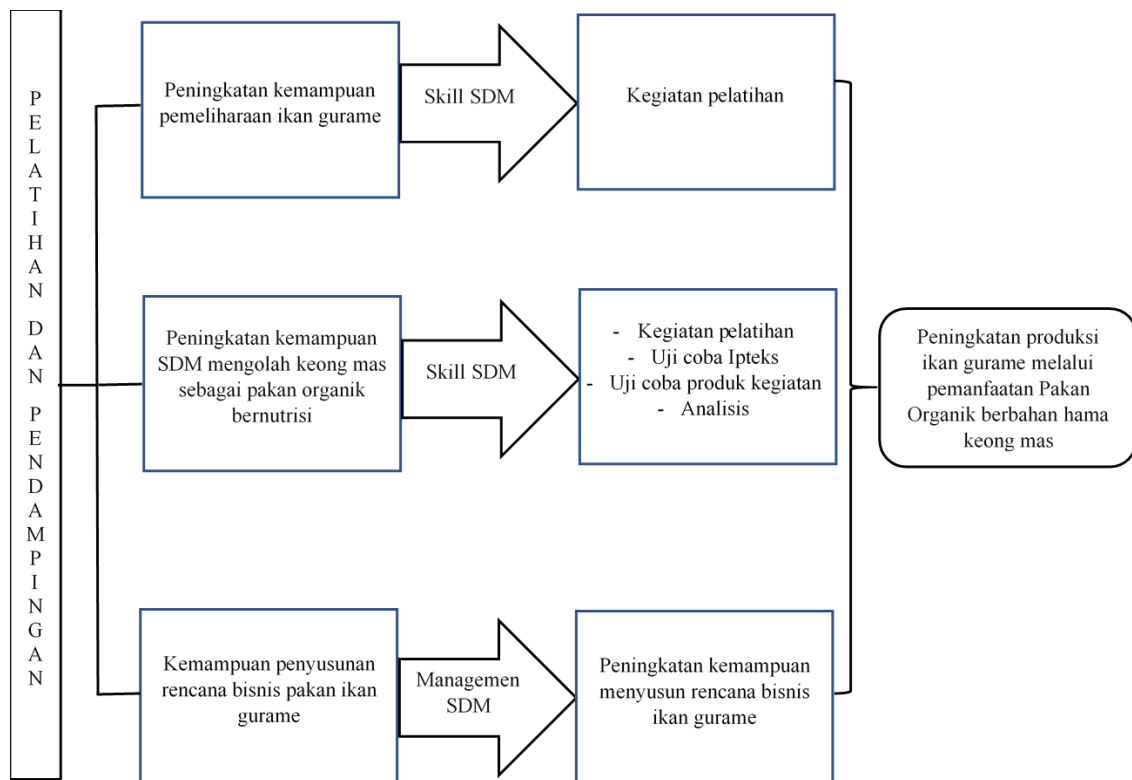 PELATIHAN DAN PENDAMPINGAN
Peningkatan kemampuan
pemeliharaan ikan gurame
Skill SDM
Kegiatan pelatihan
Peningkatan kemampuan
SDM mengolah keong mas
sebagai pakan organik
bernutrisi
Skill SDM
- Kegiatan pelatihan
- Uji coba Ipteks
- Uji coba produk kegiatan
- Analisis
Kemampuan penyusunan
rencana bisnis pakan ikan
gurame
Managemen
SDM
Peningkatan kemampuan
menyusun rencana bisnis
ikan gurame
Peningkatan produksi
ikan gurame melalui
pemanfaatan Pakan
Organik berbahan hama
keong mas